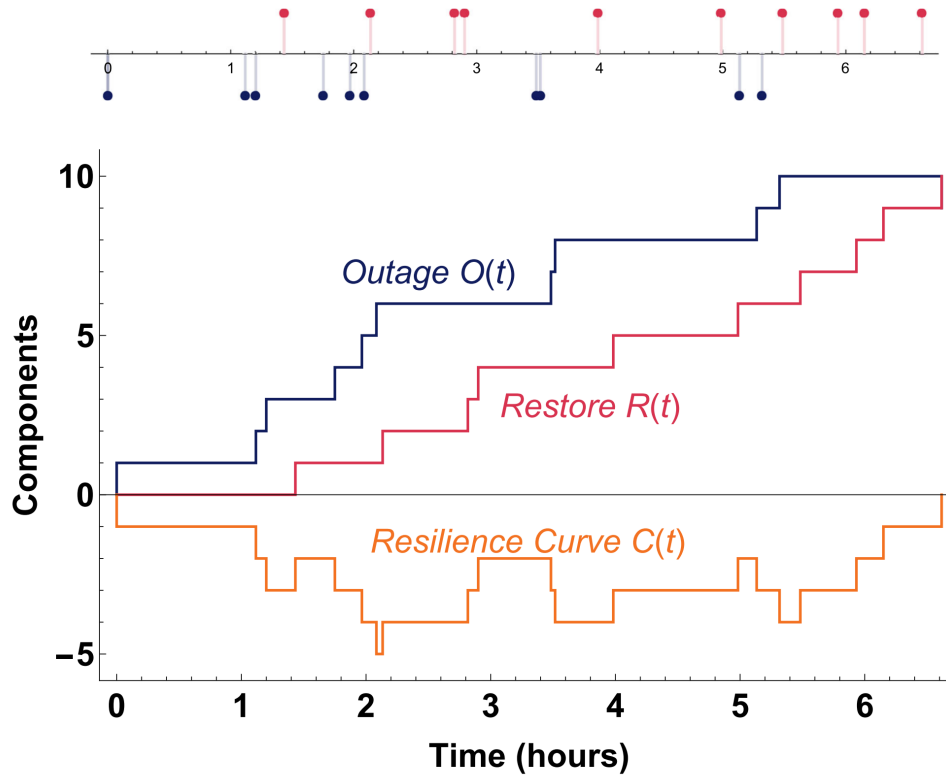 0 1 2 3 4 5 6
10
Outage O(t)
5
Restore R(t)
0
Resilience Curve C(t)
−5
Components
0 1 2 3 4 5 6
Time (hours)